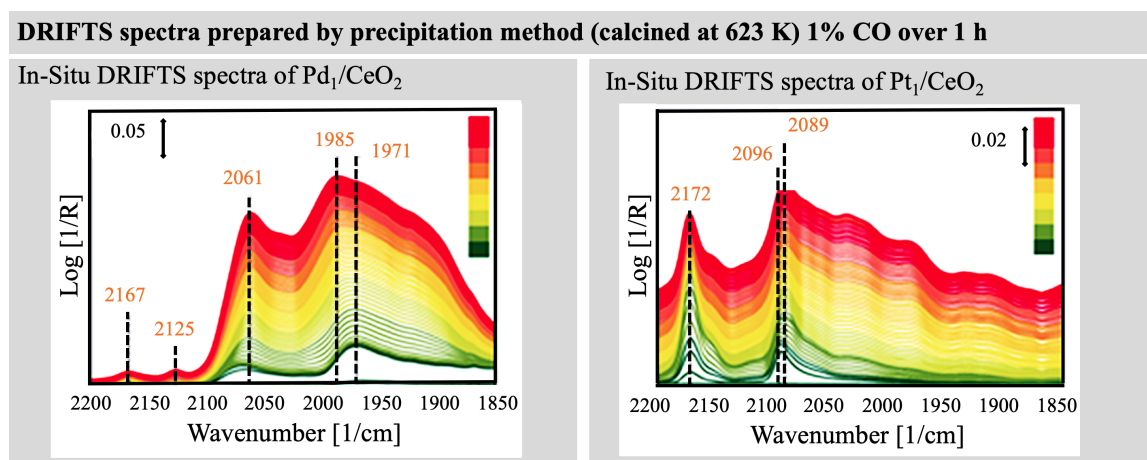 DRIFTS spectra prepared by precipitation method (calcined at 623 K) 1% CO over 1 h
In-Situ DRIFTS spectra of Pd₁/CeO₂
0.05
1985
1971
2061
2167
2125
Log [1/R]
2200 2150 2100 2050 2000 1950 1900 1850
Wavenumber [1/cm]
In-Situ DRIFTS spectra of Pt₁/CeO₂
2089
0.02
2096
2172
Log [1/R]
2200 2150 2100 2050 2000 1950 1900 1850
Wavenumber [1/cm]